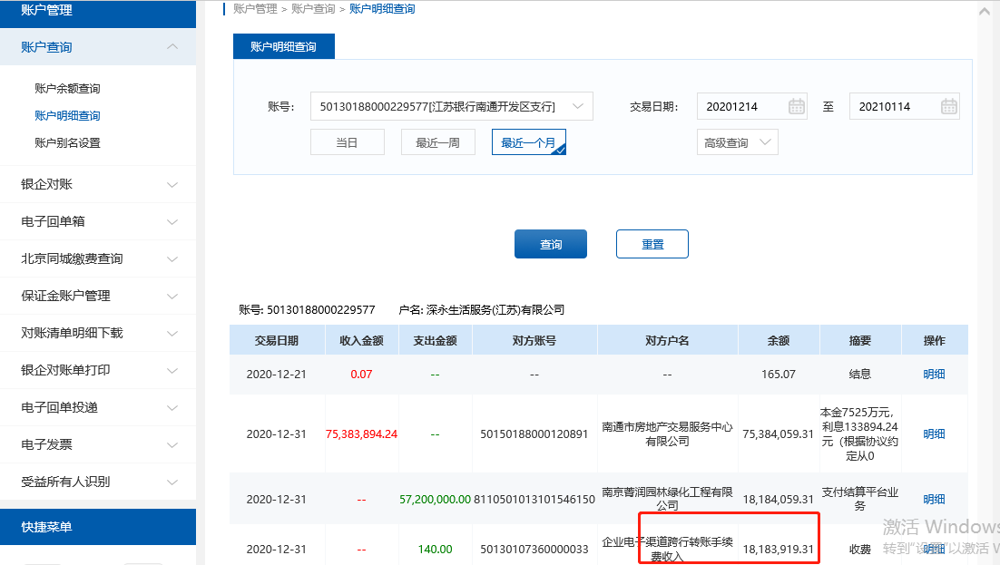 账户管理
账户管理 > 账户查询 > 账户明细查询
账户查询
账户余额查询
账户明细查询
账户别名设置
银企对账
电子回单箱
北京同城缴费查询
保证金账户管理
对账清单明细下载
银企对账单打印
电子回单投递
电子发票
受益所有人识别
快捷菜单
账户明细查询
账号: 50130188000229577[江苏银行南通开发区支行] 交易日期: 20201214 至 20210114
当日 最近一周 最近一个月 高级查询
查询 重置
账号: 50130188000229577 户名: 深永生活服务(江苏)有限公司
交易日期 收入金额 支出金额 对方账号 对方户名 余额 摘要 操作
2020-12-21 0.07 -- -- -- 165.07 结息 明细
2020-12-31 75,383,894.24 -- 50150188000120891 南通市房地产交易服务中心
有限公司 75,384,059.31 本金7525万元，
利息133894.24
元（根据协议约
定从0 明细
2020-12-31 -- 57,200,000.00 8110501013101546150 南京菁润园林绿化工程有限
公司 18,184,059.31 支付结算平台业
务 明细
2020-12-31 -- 140.00 50130107360000033 企业电子渠道跨行转账手续
费收入 18,183,919.31 收费 明细
激活 Windows
转到"设置"以激活 W